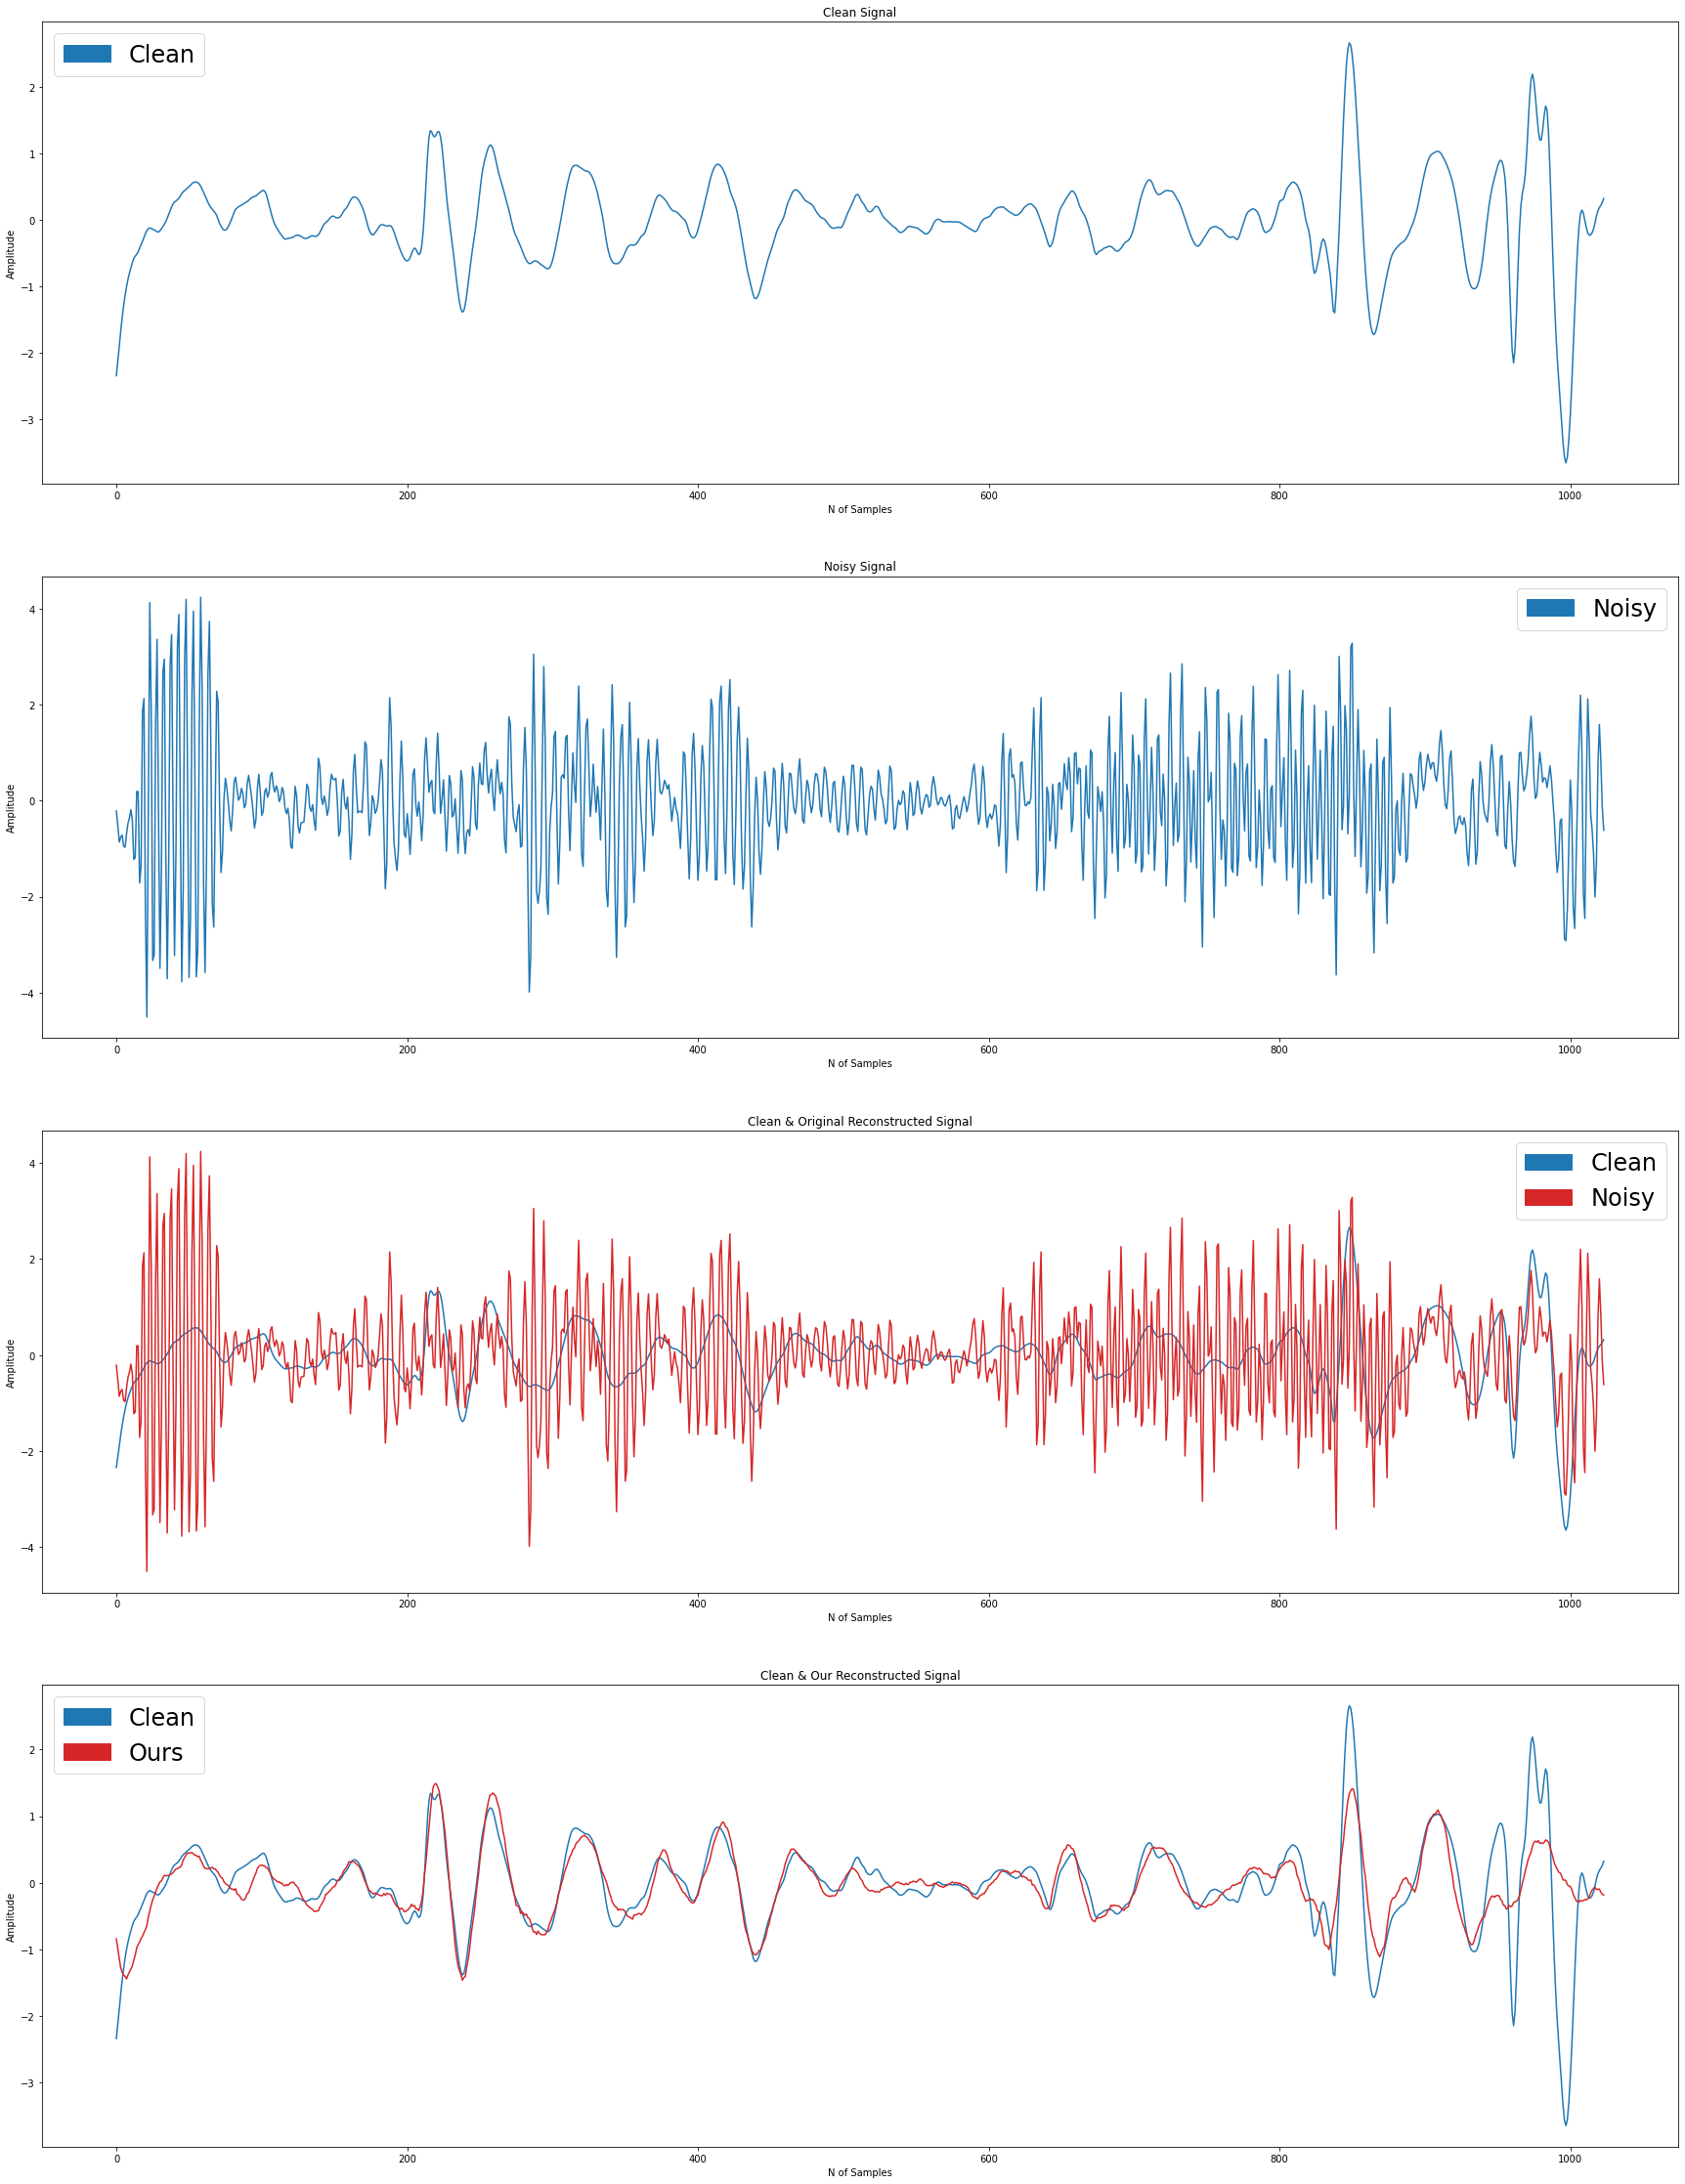 Clean Signal
Clean
2
1
0
−1
−2
−3
Amplitude
0 200 400 600 800 1000
N of Samples
Noisy Signal
Noisy
4
2
0
−2
−4
Amplitude
0 200 400 600 800 1000
N of Samples
Clean & Original Reconstructed Signal
Clean
Noisy
4
2
0
−2
−4
Amplitude
0 200 400 600 800 1000
N of Samples
Clean & Our Reconstructed Signal
Clean
Ours
2
1
0
−1
−2
−3
Amplitude
0 200 400 600 800 1000
N of Samples